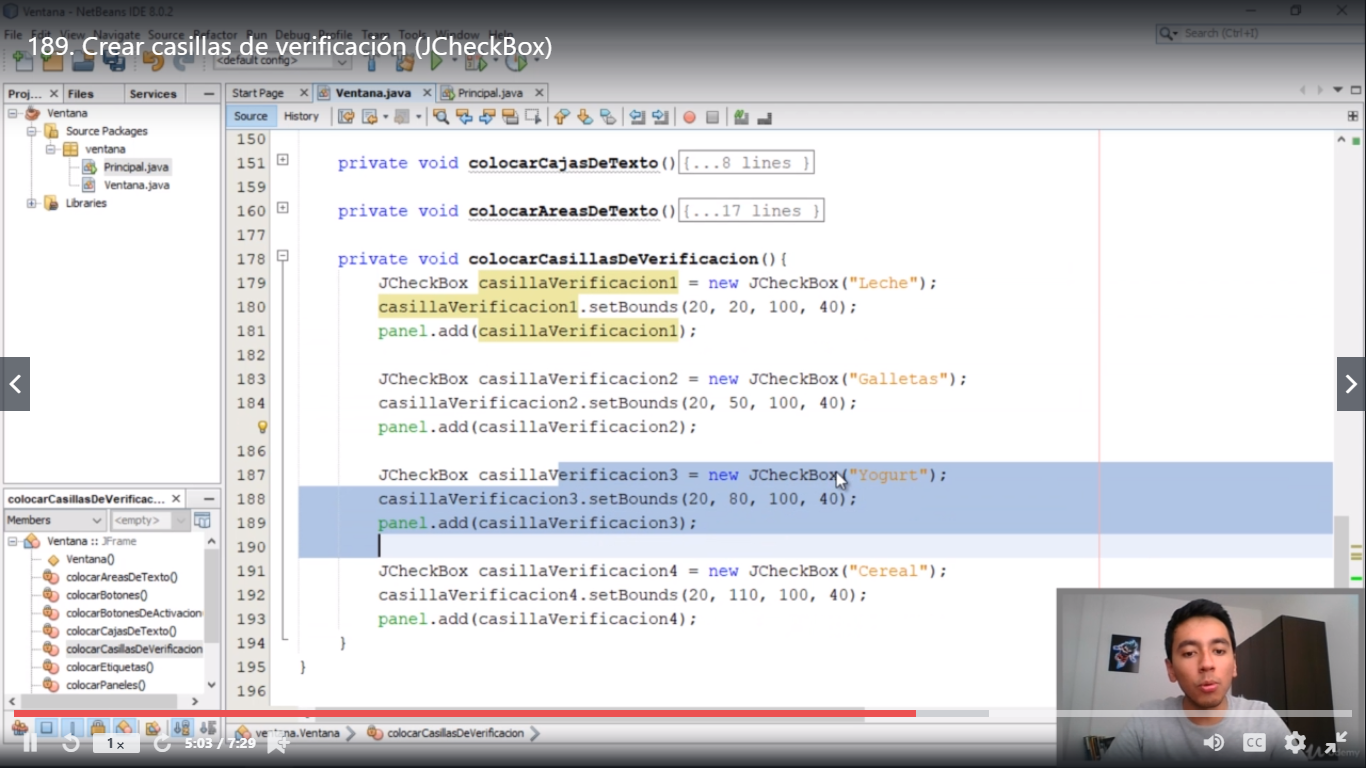 Ventana - NetBeans IDE 8.0.2
File Edit View Navigate Source Refactor Run Debug Profile Team Tools Window Help
Search (Ctrl+I)
189. Crear casillas de verificación (JCheckBox)
<default config>
Proj... Files Services
Start Page Ventana.java Principal.java
Source History
Ventana
Source Packages
ventana
Principal.java
Ventana.java
Libraries
150
151 private void colocarCajasDeTexto(){...8 lines }
159
160 private void colocarAreasDeTexto(){...17 lines }
177
178 private void colocarCasillasDeVerificacion(){
179 JCheckBox casillaVerificacion1 = new JCheckBox("Leche");
180 casillaVerificacion1.setBounds(20, 20, 100, 40);
181 panel.add(casillaVerificacion1);
182
183 JCheckBox casillaVerificacion2 = new JCheckBox("Galletas");
184 casillaVerificacion2.setBounds(20, 50, 100, 40);
panel.add(casillaVerificacion2);
186
187 JCheckBox casillaVerificacion3 = new JCheckBox("Yogurt");
188 casillaVerificacion3.setBounds(20, 80, 100, 40);
189 panel.add(casillaVerificacion3);
190
191 JCheckBox casillaVerificacion4 = new JCheckBox("Cereal");
192 casillaVerificacion4.setBounds(20, 110, 100, 40);
193 panel.add(casillaVerificacion4);
194 }
195 }
196
colocarCasillasDeVerificac...
Members <empty>
Ventana :: JFrame
Ventana()
colocarAreasDeTexto()
colocarBotones()
colocarBotonesDeActivacion
colocarCajasDeTexto()
colocarCasillasDeVerificacion
colocarEtiquetas()
colocarPaneles()
ventana.Ventana colocarCasillasDeVerificacion
1x 5:03 / 7:29
CC